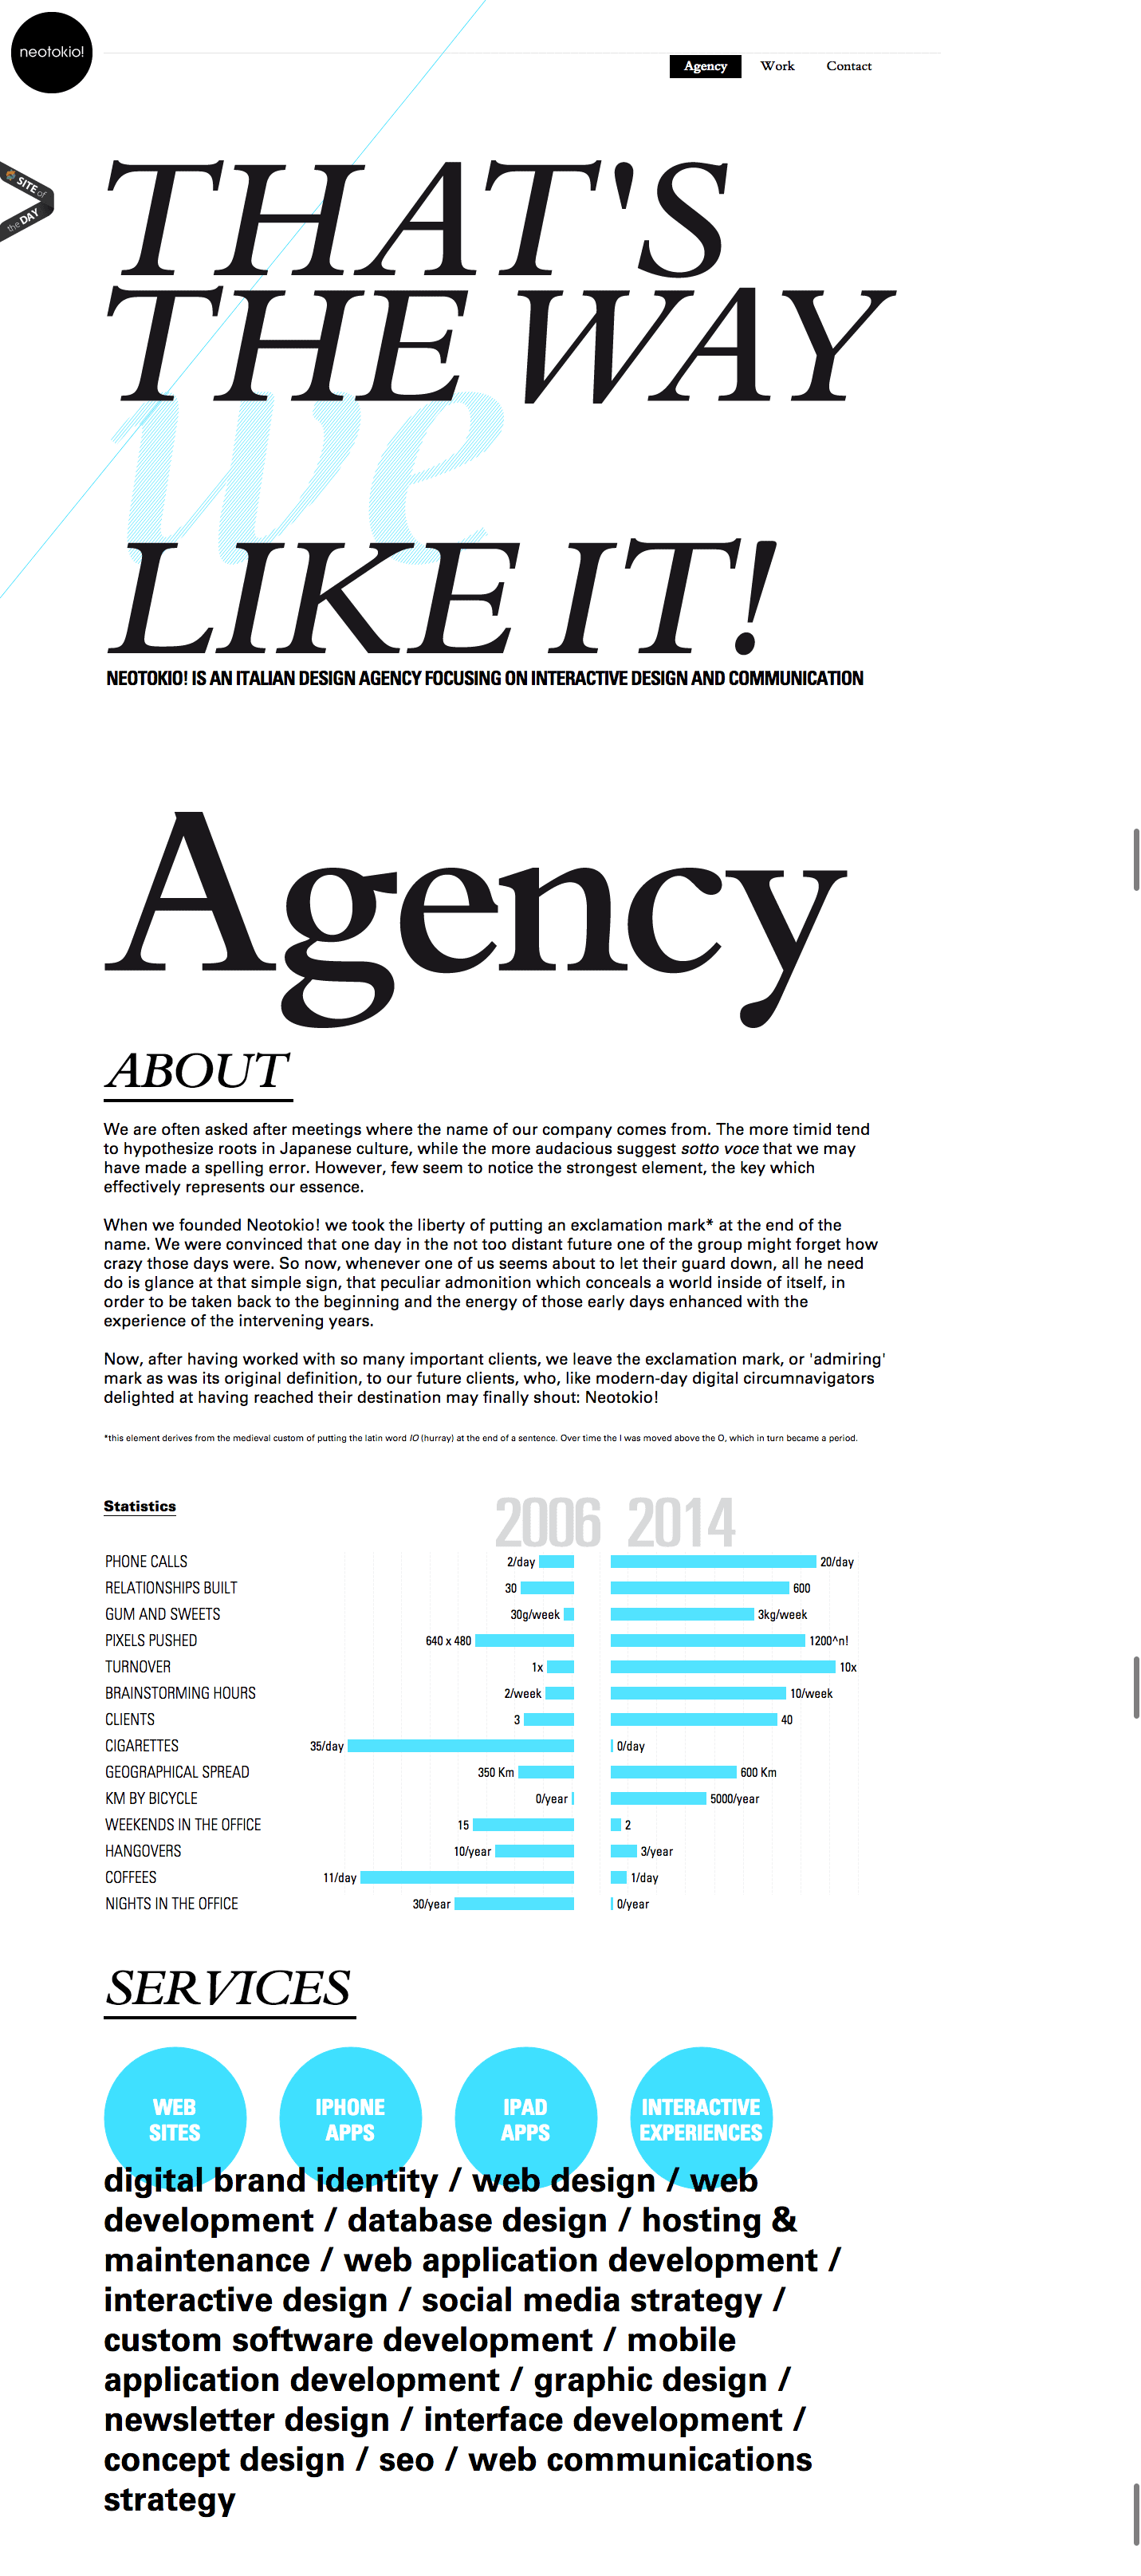 neotokio!
Agency Work Contact
SITE of
the DAY
THAT'S
THE WAY
we
LIKE IT!
NEOTOKIO! IS AN ITALIAN DESIGN AGENCY FOCUSING ON INTERACTIVE DESIGN AND COMMUNICATION
Agency
ABOUT
We are often asked after meetings where the name of our company comes from. The more timid tend
to hypothesize roots in Japanese culture, while the more audacious suggest sotto voce that we may
have made a spelling error. However, few seem to notice the strongest element, the key which
effectively represents our essence.
When we founded Neotokio! we took the liberty of putting an exclamation mark* at the end of the
name. We were convinced that one day in the not too distant future one of the group might forget how
crazy those days were. So now, whenever one of us seems about to let their guard down, all he need
do is glance at that simple sign, that peculiar admonition which conceals a world inside of itself, in
order to be taken back to the beginning and the energy of those early days enhanced with the
experience of the intervening years.
Now, after having worked with so many important clients, we leave the exclamation mark, or 'admiring'
mark as was its original definition, to our future clients, who, like modern-day digital circumnavigators
delighted at having reached their destination may finally shout: Neotokio!
*this element derives from the medieval custom of putting the latin word IO (hurray) at the end of a sentence. Over time the I was moved above the O, which in turn became a period.
Statistics 2006 2014
PHONE CALLS 2/day 20/day
RELATIONSHIPS BUILT 30 600
GUM AND SWEETS 30g/week 3kg/week
PIXELS PUSHED 640 x 480 1200^n!
TURNOVER 1x 10x
BRAINSTORMING HOURS 2/week 10/week
CLIENTS 3 40
CIGARETTES 35/day 0/day
GEOGRAPHICAL SPREAD 350 Km 600 Km
KM BY BICYCLE 0/year 5000/year
WEEKENDS IN THE OFFICE 15 2
HANGOVERS 10/year 3/year
COFFEES 11/day 1/day
NIGHTS IN THE OFFICE 30/year 0/year
SERVICES
WEB
SITES
IPHONE
APPS
IPAD
APPS
INTERACTIVE
EXPERIENCES
digital brand identity / web design / web
development / database design / hosting &
maintenance / web application development /
interactive design / social media strategy /
custom software development / mobile
application development / graphic design /
newsletter design / interface development /
concept design / seo / web communications
strategy